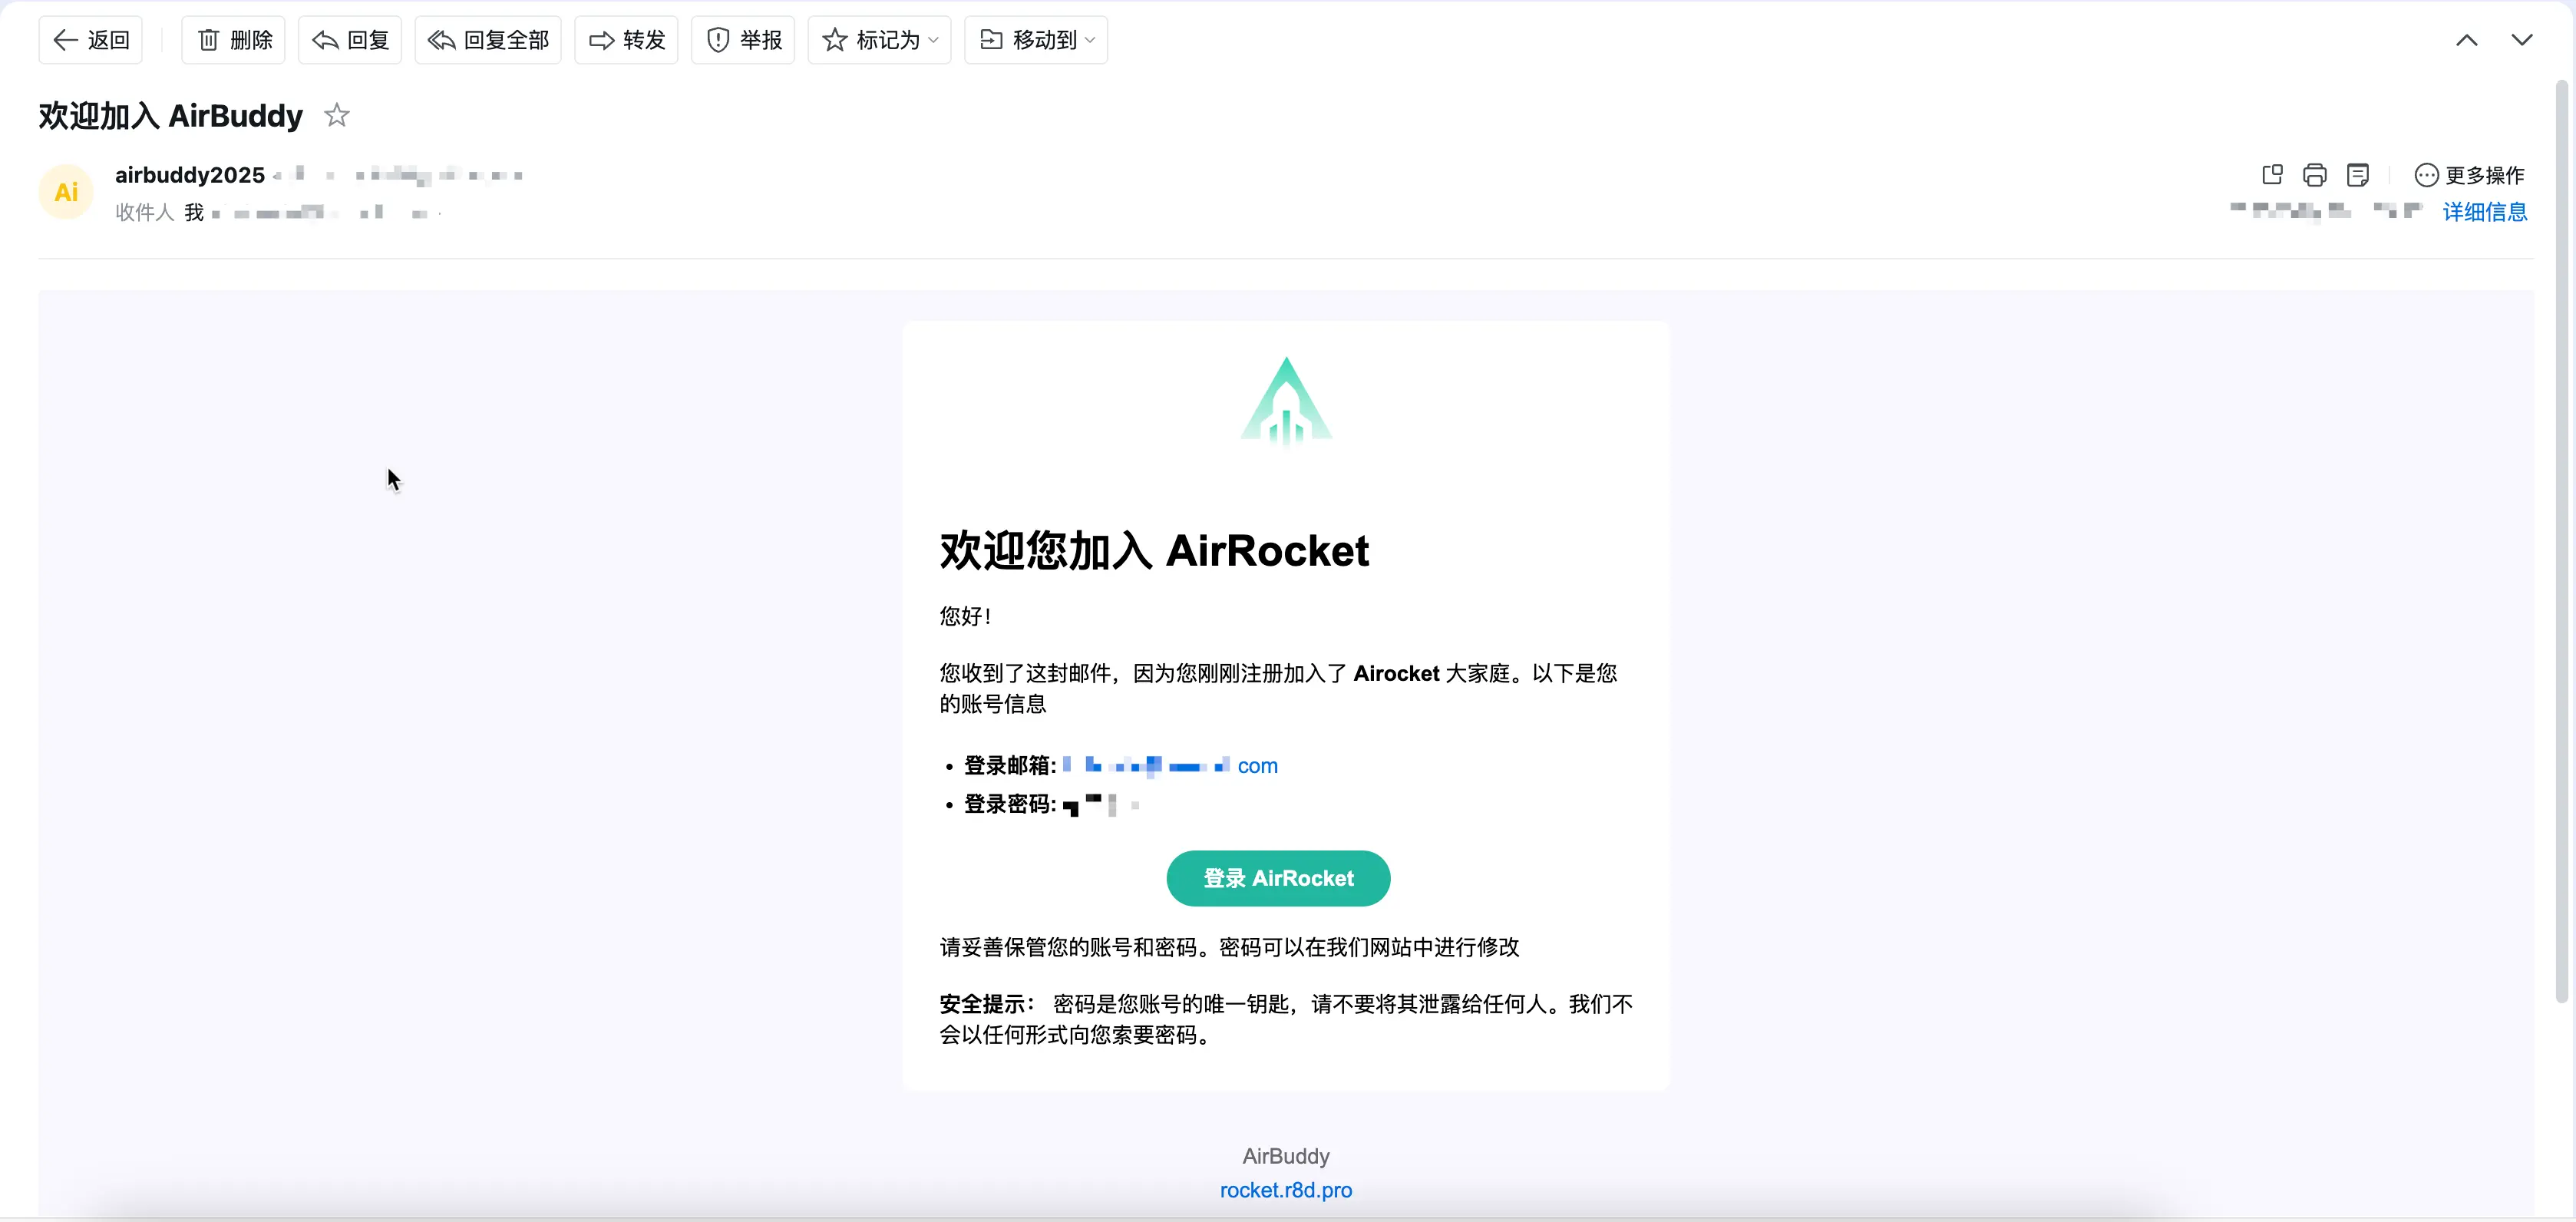 返回 删除 回复 回复全部 转发 举报 标记为 移动到
欢迎加入 AirBuddy
Ai
airbuddy2025
更多操作
收件人 我
详细信息
欢迎您加入 AirRocket
您好！
您收到了这封邮件，因为您刚刚注册加入了 Airocket 大家庭。以下是您
的账号信息
• 登录邮箱: com
• 登录密码:
登录 AirRocket
请妥善保管您的账号和密码。密码可以在我们网站中进行修改
安全提示： 密码是您账号的唯一钥匙，请不要将其泄露给任何人。我们不
会以任何形式向您索要密码。
AirBuddy
rocket.r8d.pro